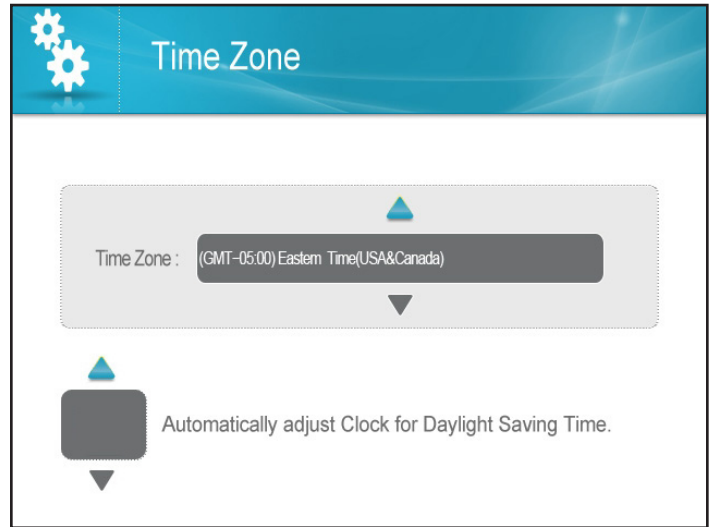 Time Zone
Time Zone :
(GMT-05:00) Eastern Time(USA&Canada)
Automatically adjust Clock for Daylight Saving Time.